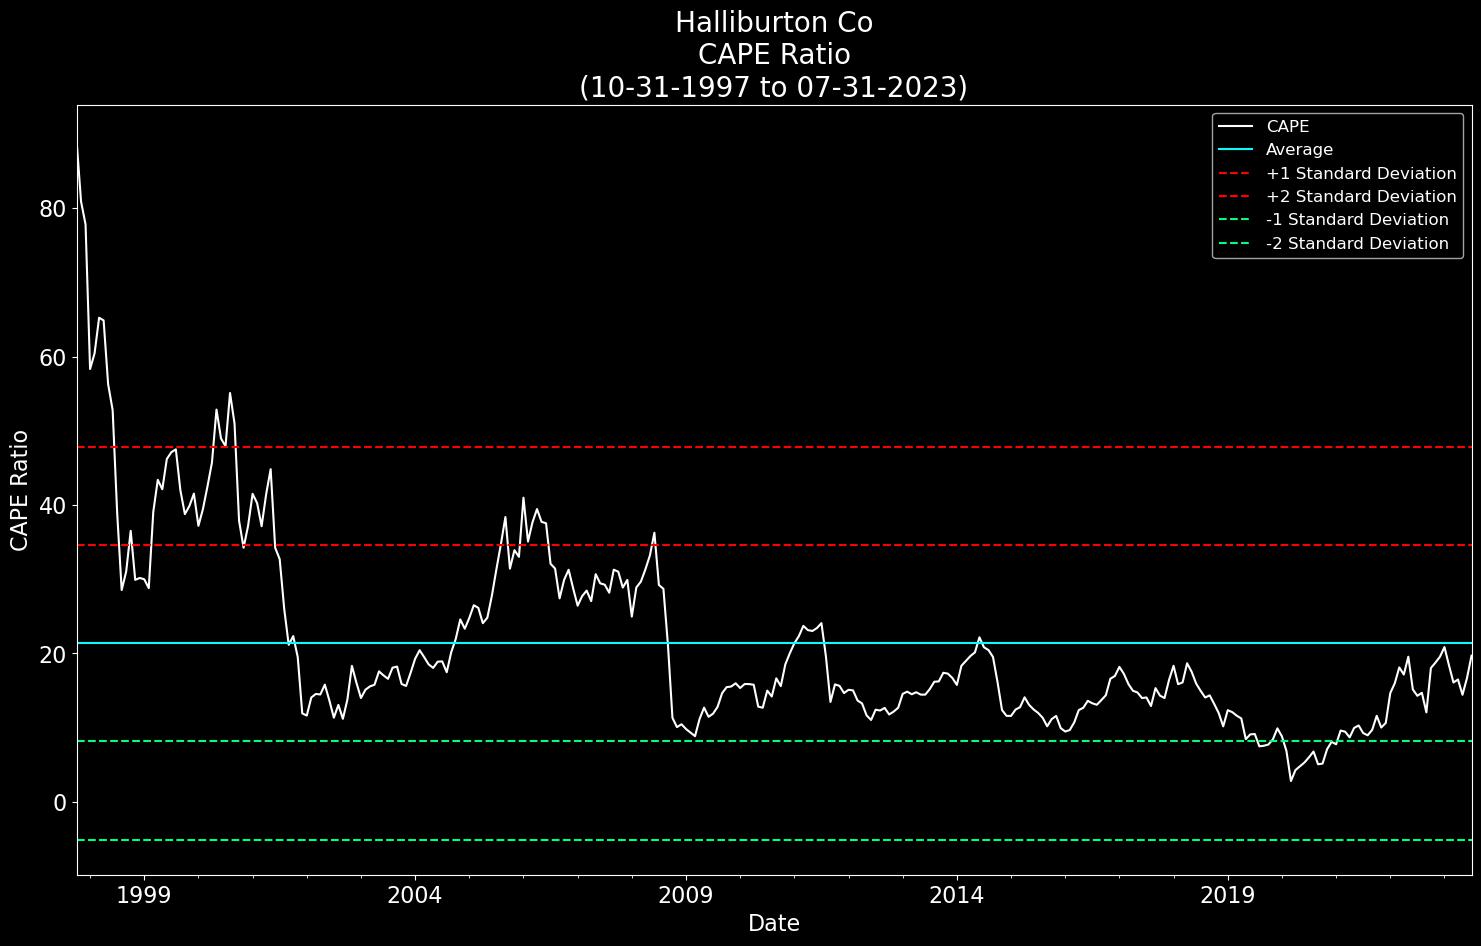 Halliburton Co
CAPE Ratio
(10-31-1997 to 07-31-2023)
CAPE
Average
+1 Standard Deviation
+2 Standard Deviation
-1 Standard Deviation
-2 Standard Deviation
CAPE Ratio
80
60
40
20
0
1999
2004
2009
2014
2019
Date